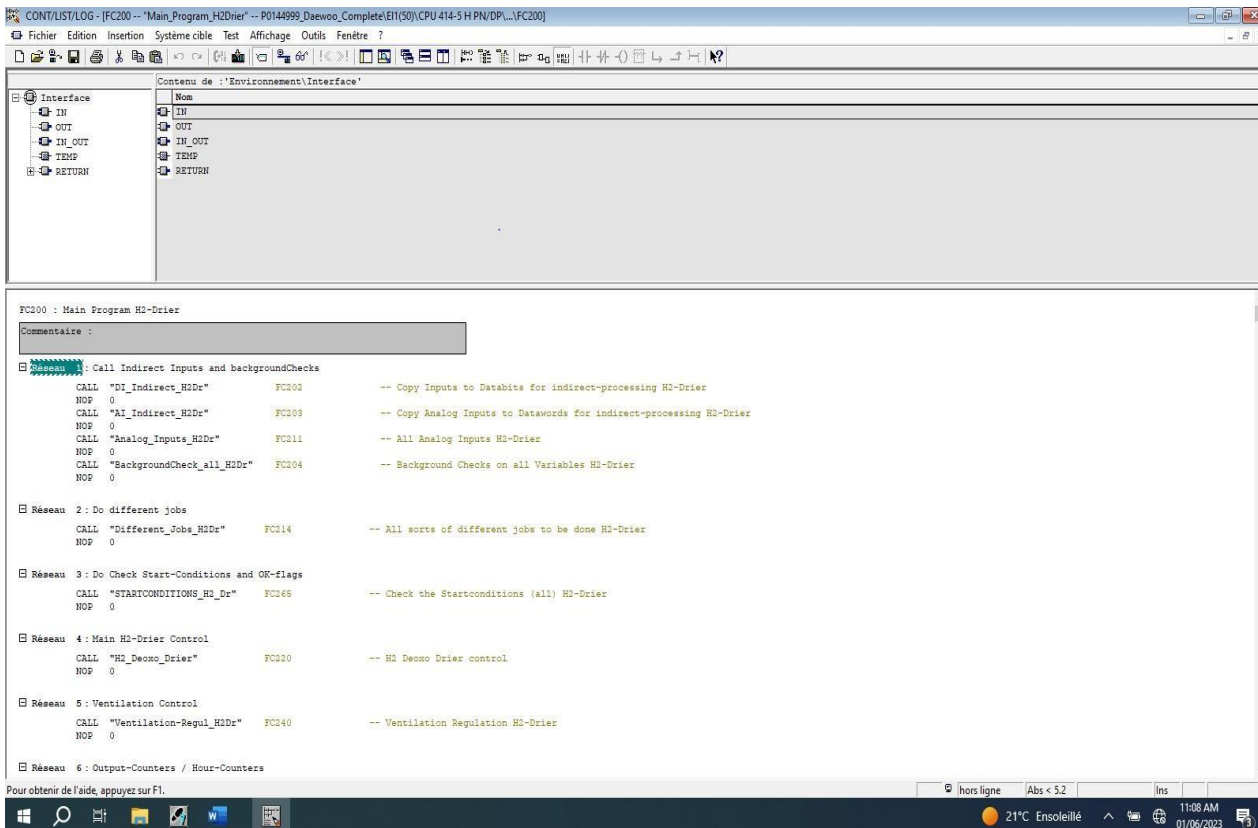 CONT/LIST/LOG - [FC200 -- "Main_Program_H2Drier" -- P0144999_Daewoo_Complete\El1(50)\CPU 414-5 H PN/DP\...\FC200]
Fichier Edition Insertion Système cible Test Affichage Outils Fenêtre ?
Contenu de :'Environnement\Interface'
Interface
IN
OUT
IN_OUT
TEMP
RETURN
Nom
IN
OUT
IN_OUT
TEMP
RETURN
FC200 : Main Program H2-Drier
Commentaire :
Réseau 1: Call Indirect Inputs and backgroundChecks
CALL "DI_Indirect_H2Dr" FC202 -- Copy Inputs to Databits for indirect-processing H2-Drier
NOP 0
CALL "AI_Indirect_H2Dr" FC203 -- Copy Analog Inputs to Datawords for indirect-processing H2-Drier
NOP 0
CALL "Analog_Inputs_H2Dr" FC211 -- All Analog Inputs H2-Drier
NOP 0
CALL "BackgroundCheck_all_H2Dr" FC204 -- Background Checks on all Variables H2-Drier
NOP 0
Réseau 2 : Do different jobs
CALL "Different_Jobs_H2Dr" FC214 -- All sorts of different jobs to be done H2-Drier
NOP 0
Réseau 3 : Do Check Start-Conditions and OK-flags
CALL "STARTCONDITIONS_H2_Dr" FC265 -- Check the Startconditions (all) H2-Drier
NOP 0
Réseau 4 : Main H2-Drier Control
CALL "H2_Deoxo_Drier" FC220 -- H2 Deoxo Drier control
NOP 0
Réseau 5 : Ventilation Control
CALL "Ventilation-Regul_H2Dr" FC240 -- Ventilation Regulation H2-Drier
NOP 0
Réseau 6 : Output-Counters / Hour-Counters
Pour obtenir de l'aide, appuyez sur F1.
hors ligne Abs < 5.2 Ins
21°C Ensoleillé
11:08 AM
01/06/2023